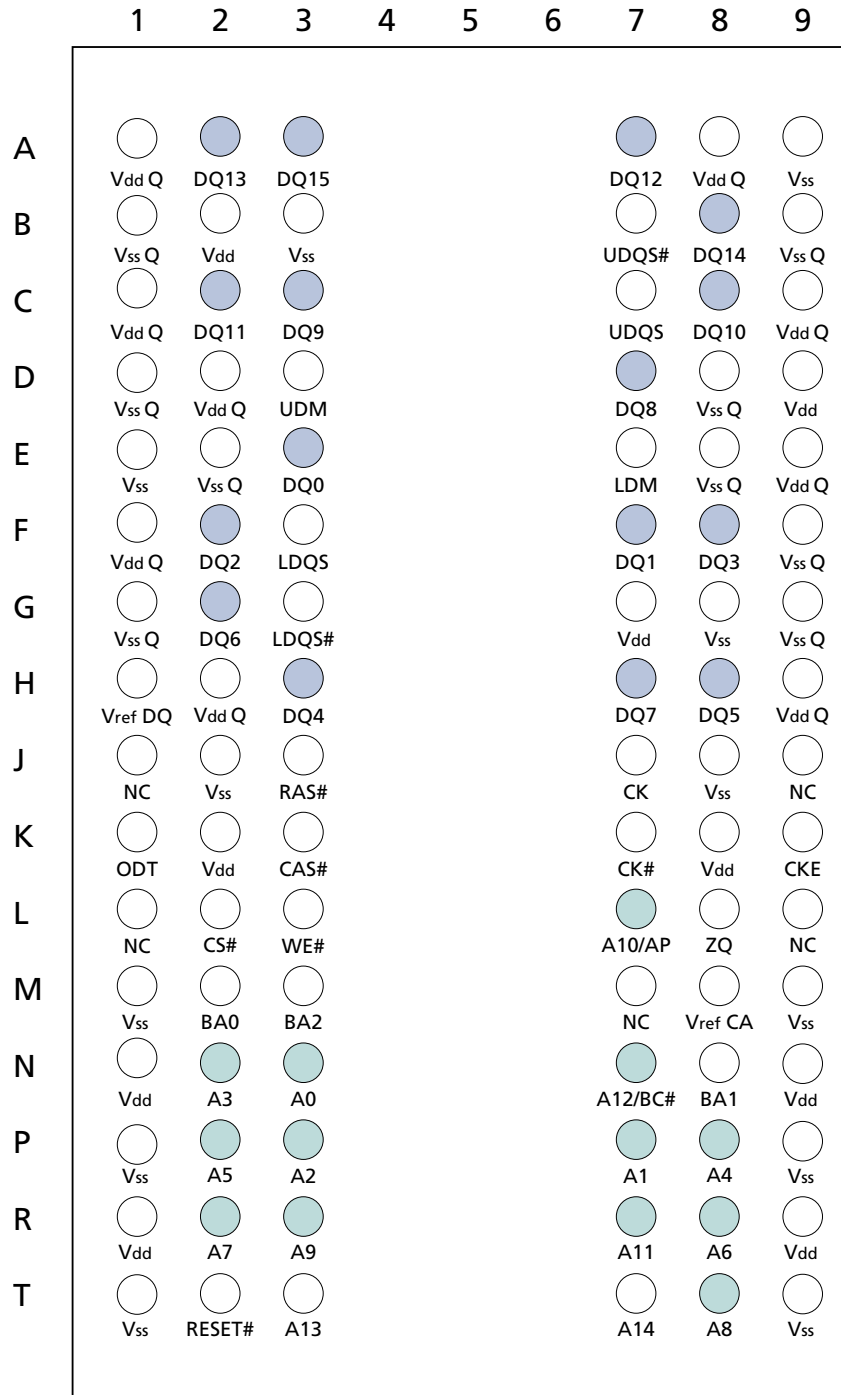 1 2 3 4 5 6 7 8 9
A
Vdd Q DQ13 DQ15 DQ12 Vdd Q Vss
B
Vss Q Vdd Vss UDQS# DQ14 Vss Q
C
Vdd Q DQ11 DQ9 UDQS DQ10 Vdd Q
D
Vss Q Vdd Q UDM DQ8 Vss Q Vdd
E
Vss Vss Q DQ0 LDM Vss Q Vdd Q
F
Vdd Q DQ2 LDQS DQ1 DQ3 Vss Q
G
Vss Q DQ6 LDQS# Vdd Vss Vss Q
H
Vref DQ Vdd Q DQ4 DQ7 DQ5 Vdd Q
J
NC Vss RAS# CK Vss NC
K
ODT Vdd CAS# CK# Vdd CKE
L
NC CS# WE# A10/AP ZQ NC
M
Vss BA0 BA2 NC Vref CA Vss
N
Vdd A3 A0 A12/BC# BA1 Vdd
P
Vss A5 A2 A1 A4 Vss
R
Vdd A7 A9 A11 A6 Vdd
T
Vss RESET# A13 A14 A8 Vss